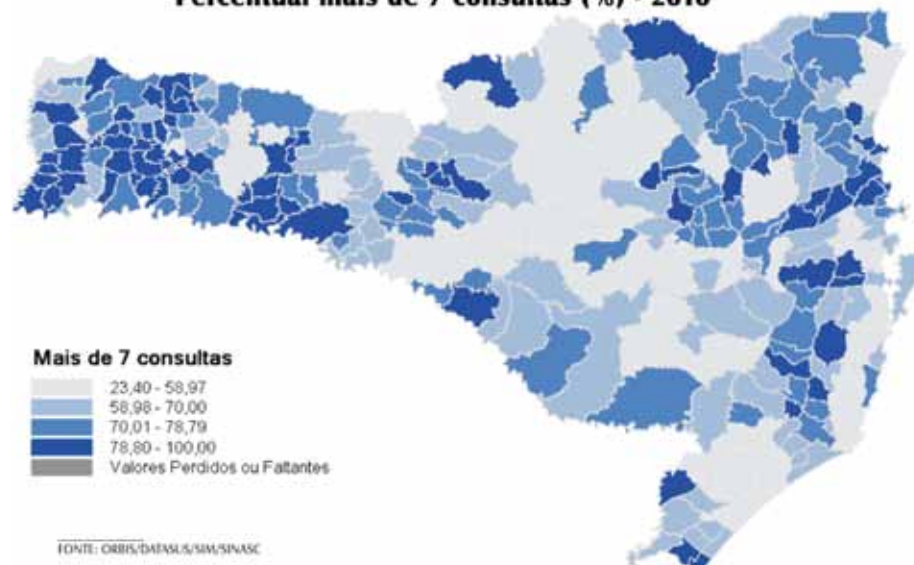 Percentual mais de 7 consultas (%) - 2010
Mais de 7 consultas
23,40 - 58,97
58,98 - 70,00
70,01 - 78,79
78,80 - 100,00
Valores Perdidos ou Faltantes
FONTE: ORBIS/DATASUS/SIM/SINASC